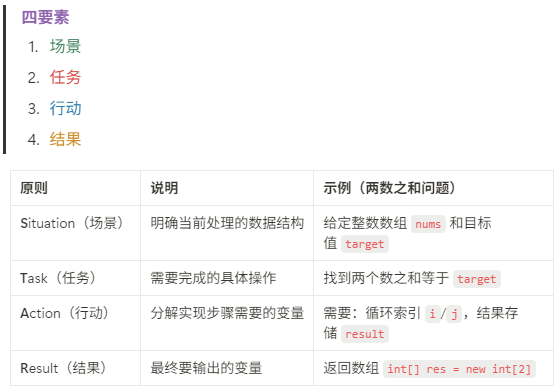 四要素
1. 场景
2. 任务
3. 行动
4. 结果
原则 说明 示例（两数之和问题）
Situation（场景） 明确当前处理的数据结构 给定整数数组 nums 和目标
值 target
Task（任务） 需要完成的具体操作 找到两个数之和等于 target
Action（行动） 分解实现步骤需要的变量 需要：循环索引 i/j，结果存
储 result
Result（结果） 最终要输出的变量 返回数组 int[] res = new int[2]